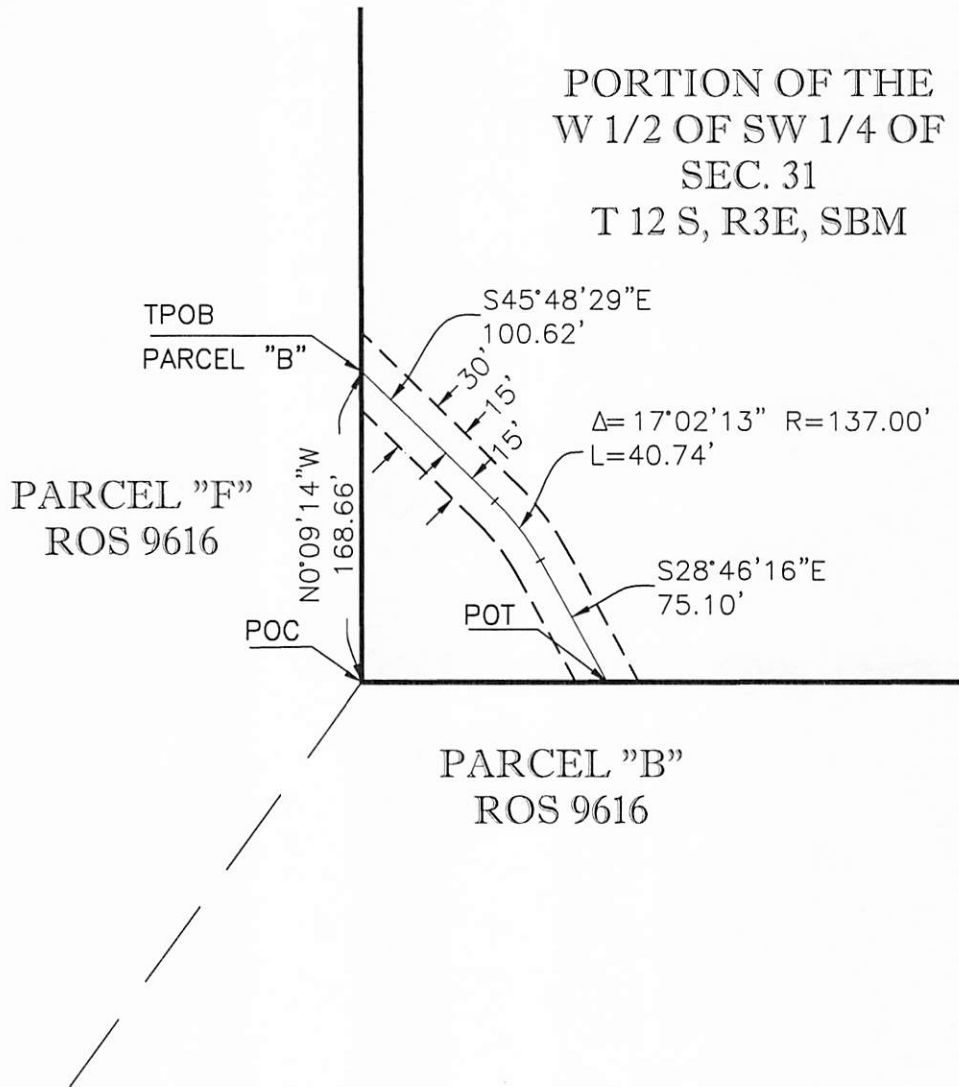 PORTION OF THE
W 1/2 OF SW 1/4 OF
SEC. 31
T 12 S, R3E, SBM
TPOB
PARCEL "B"
S45°48'29"E
100.62'
30'
15'
15'
Δ= 17°02'13" R=137.00'
L=40.74'
PARCEL "F"
ROS 9616
N0°09'14"W
168.66'
S28°46'16"E
75.10'
POT
POC
PARCEL "B"
ROS 9616